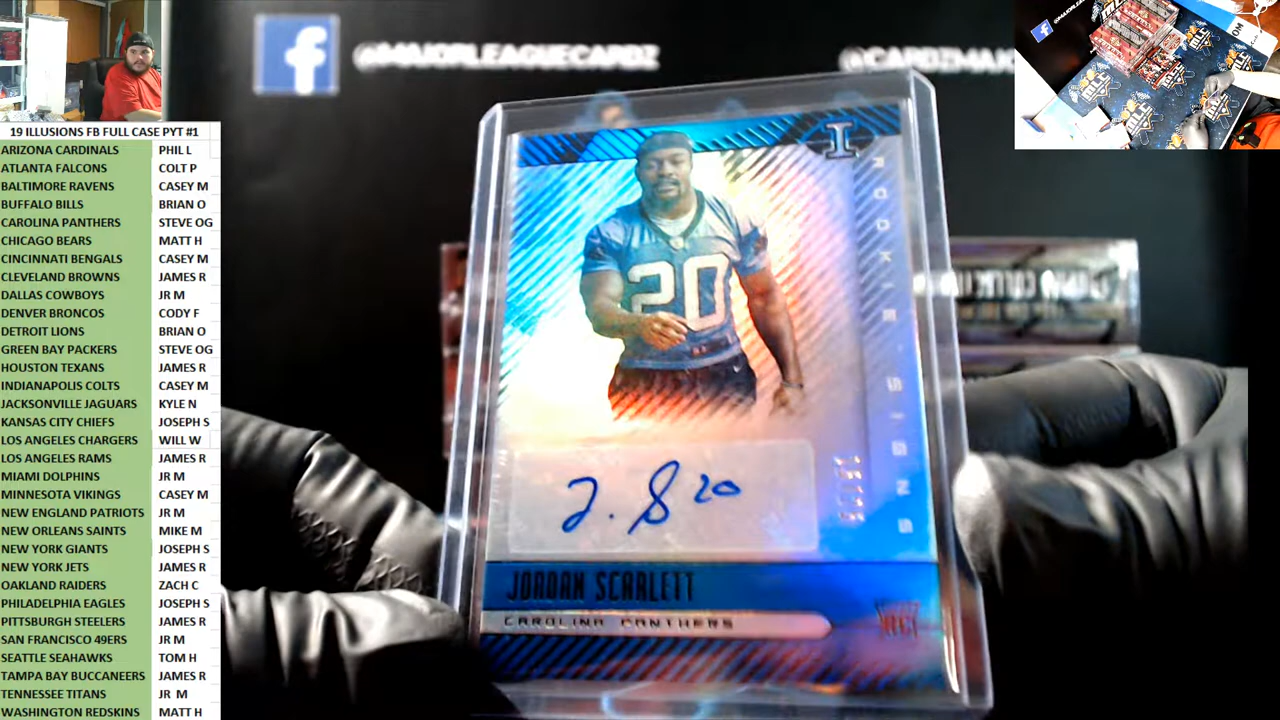 @MAJORLEAGUECARDZ
@CARDZMAJO
19 ILLUSIONS FB FULL CASE PYT #1
ARIZONA CARDINALS PHIL L
ATLANTA FALCONS COLT P
BALTIMORE RAVENS CASEY M
BUFFALO BILLS BRIAN O
CAROLINA PANTHERS STEVE OG
CHICAGO BEARS MATT H
CINCINNATI BENGALS CASEY M
CLEVELAND BROWNS JAMES R
DALLAS COWBOYS JR M
DENVER BRONCOS CODY F
DETROIT LIONS BRIAN O
GREEN BAY PACKERS STEVE OG
HOUSTON TEXANS JAMES R
INDIANAPOLIS COLTS CASEY M
JACKSONVILLE JAGUARS KYLE N
KANSAS CITY CHIEFS JOSEPH S
LOS ANGELES CHARGERS WILL W
LOS ANGELES RAMS JAMES R
MIAMI DOLPHINS JR M
MINNESOTA VIKINGS CASEY M
NEW ENGLAND PATRIOTS JR M
NEW ORLEANS SAINTS MIKE M
NEW YORK GIANTS JOSEPH S
NEW YORK JETS JAMES R
OAKLAND RAIDERS ZACH C
PHILADELPHIA EAGLES JOSEPH S
PITTSBURGH STEELERS JAMES R
SAN FRANCISCO 49ERS JR M
SEATTLE SEAHAWKS TOM H
TAMPA BAY BUCCANEERS JAMES R
TENNESSEE TITANS JR M
WASHINGTON REDSKINS MATT H
I
ROOKIE SIGNS
20
J. S 20
JORDAN SCARLETT
CAROLINA PANTHERS
RC
MLC